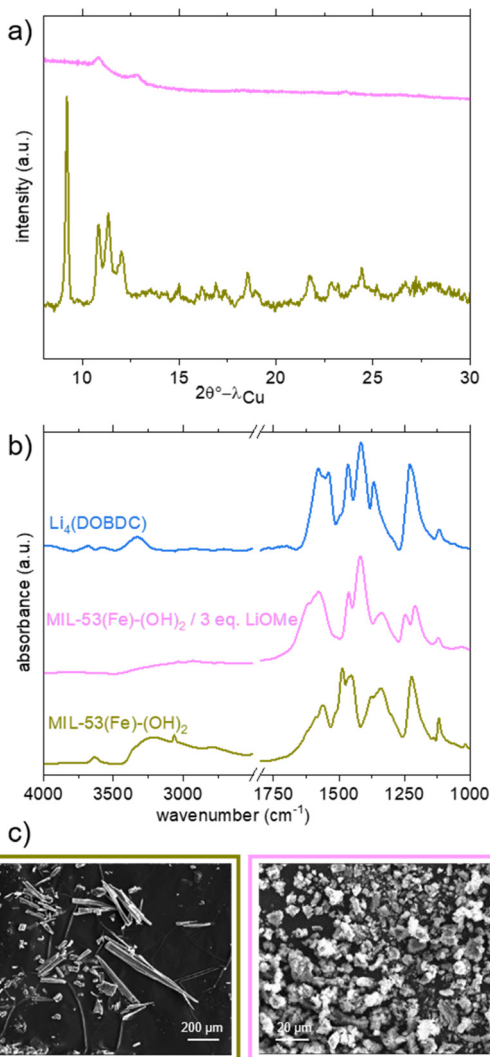 a)
intensity (a.u.)
10 15 20 25 30
2θ°–λCu
b)
absorbance (a.u.)
Li4(DOBDC)
MIL-53(Fe)-(OH)2 / 3 eq. LiOMe
MIL-53(Fe)-(OH)2
4000 3500 3000 1750 1500 1250 1000
wavenumber (cm-1)
c)
200 µm
20 µm